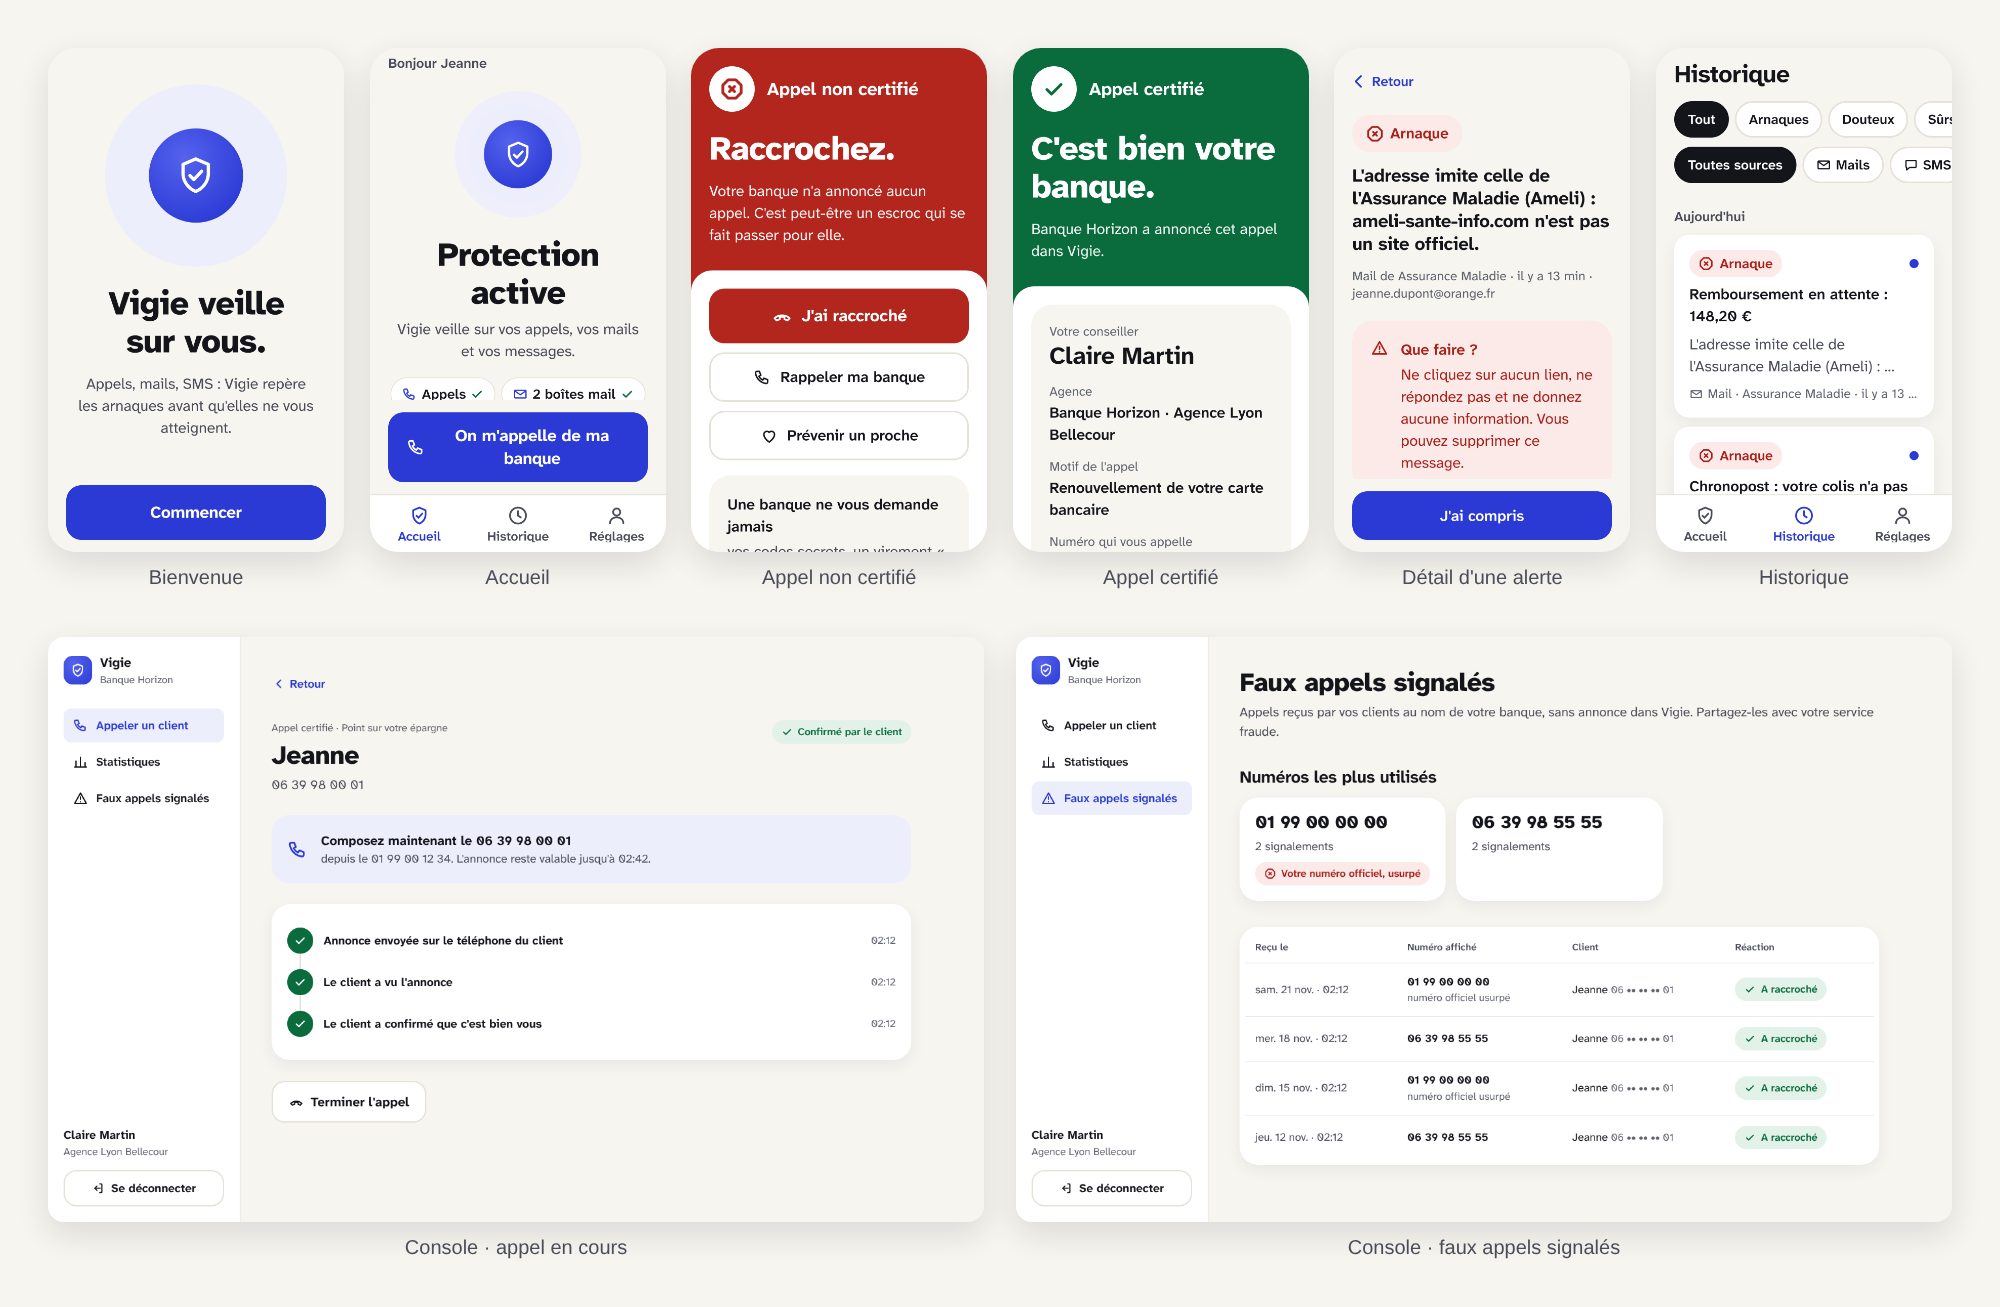 Vigie veille
sur vous.
Appels, mails, SMS : Vigie repère
les arnaques avant qu'elles ne vous
atteignent.
Commencer
Bienvenue
Bonjour Jeanne
Protection
active
Vigie veille sur vos appels, vos mails
et vos messages.
Appels
2 boîtes mail
On m'appelle de ma
banque
Accueil
Historique
Réglages
Accueil
Appel non certifié
Raccrochez.
Votre banque n'a annoncé aucun
appel. C'est peut-être un escroc qui se
fait passer pour elle.
J'ai raccroché
Rappeler ma banque
Prévenir un proche
Une banque ne vous demande
jamais
vos codes secrets, un virement «
Appel non certifié
Appel certifié
C'est bien votre
banque.
Banque Horizon a annoncé cet appel
dans Vigie.
Votre conseiller
Claire Martin
Agence
Banque Horizon · Agence Lyon
Bellecour
Motif de l'appel
Renouvellement de votre carte
bancaire
Numéro qui vous appelle
Appel certifié
Retour
Arnaque
L'adresse imite celle de
l'Assurance Maladie (Ameli) :
ameli-sante-info.com n'est pas
un site officiel.
Mail de Assurance Maladie · il y a 13 min ·
jeanne.dupont@orange.fr
Que faire ?
Ne cliquez sur aucun lien, ne
répondez pas et ne donnez
aucune information. Vous
pouvez supprimer ce
message.
J'ai compris
Détail d'une alerte
Historique
Tout
Arnaques
Douteux
Sûrs
Toutes sources
Mails
SMS
Aujourd'hui
Arnaque
Remboursement en attente :
148,20 €
L'adresse imite celle de
l'Assurance Maladie (Ameli) : ...
Mail · Assurance Maladie · il y a 13 ...
Arnaque
Chronopost : votre colis n'a pas
Accueil
Historique
Réglages
Historique
Vigie
Banque Horizon
Appeler un client
Statistiques
Faux appels signalés
Claire Martin
Agence Lyon Bellecour
Se déconnecter
Retour
Appel certifié · Point sur votre épargne
Jeanne
06 39 98 00 01
Confirmé par le client
Composez maintenant le 06 39 98 00 01
depuis le 01 99 00 12 34. L'annonce reste valable jusqu'à 02:42.
Annonce envoyée sur le téléphone du client 02:12
Le client a vu l'annonce 02:12
Le client a confirmé que c'est bien vous 02:12
Terminer l'appel
Console · appel en cours
Vigie
Banque Horizon
Appeler un client
Statistiques
Faux appels signalés
Claire Martin
Agence Lyon Bellecour
Se déconnecter
Faux appels signalés
Appels reçus par vos clients au nom de votre banque, sans annonce dans Vigie. Partagez-les avec votre service
fraude.
Numéros les plus utilisés
01 99 00 00 00
2 signalements
Votre numéro officiel, usurpé
06 39 98 55 55
2 signalements
Reçu le Numéro affiché Client Réaction
sam. 21 nov. · 02:12 01 99 00 00 00 Jeanne 06 •• •• •• 01 A raccroché
numéro officiel usurpé
mer. 18 nov. · 02:12 06 39 98 55 55 Jeanne 06 •• •• •• 01 A raccroché
dim. 15 nov. · 02:12 01 99 00 00 00 Jeanne 06 •• •• •• 01 A raccroché
numéro officiel usurpé
jeu. 12 nov. · 02:12 06 39 98 55 55 Jeanne 06 •• •• •• 01 A raccroché
Console · faux appels signalés